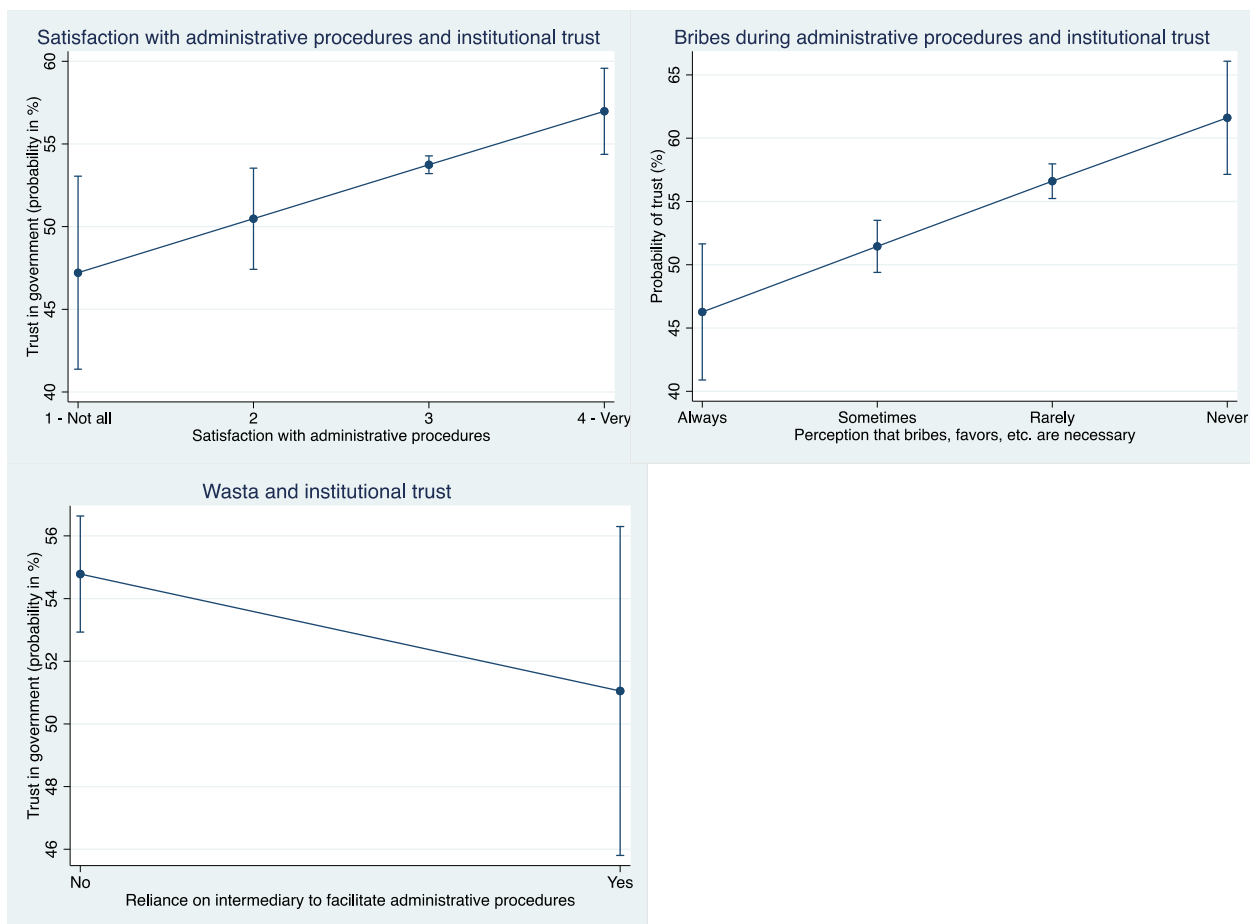 Satisfaction with administrative procedures and institutional trust
Trust in government (probability in %)
60
55
50
45
40
1 - Not all
2
3
4 - Very
Satisfaction with administrative procedures
Bribes during administrative procedures and institutional trust
Probability of trust (%)
65
60
55
50
45
40
Always
Sometimes
Rarely
Never
Perception that bribes, favors, etc. are necessary
Wasta and institutional trust
Trust in government (probability in %)
56
54
52
50
48
46
No
Yes
Reliance on intermediary to facilitate administrative procedures